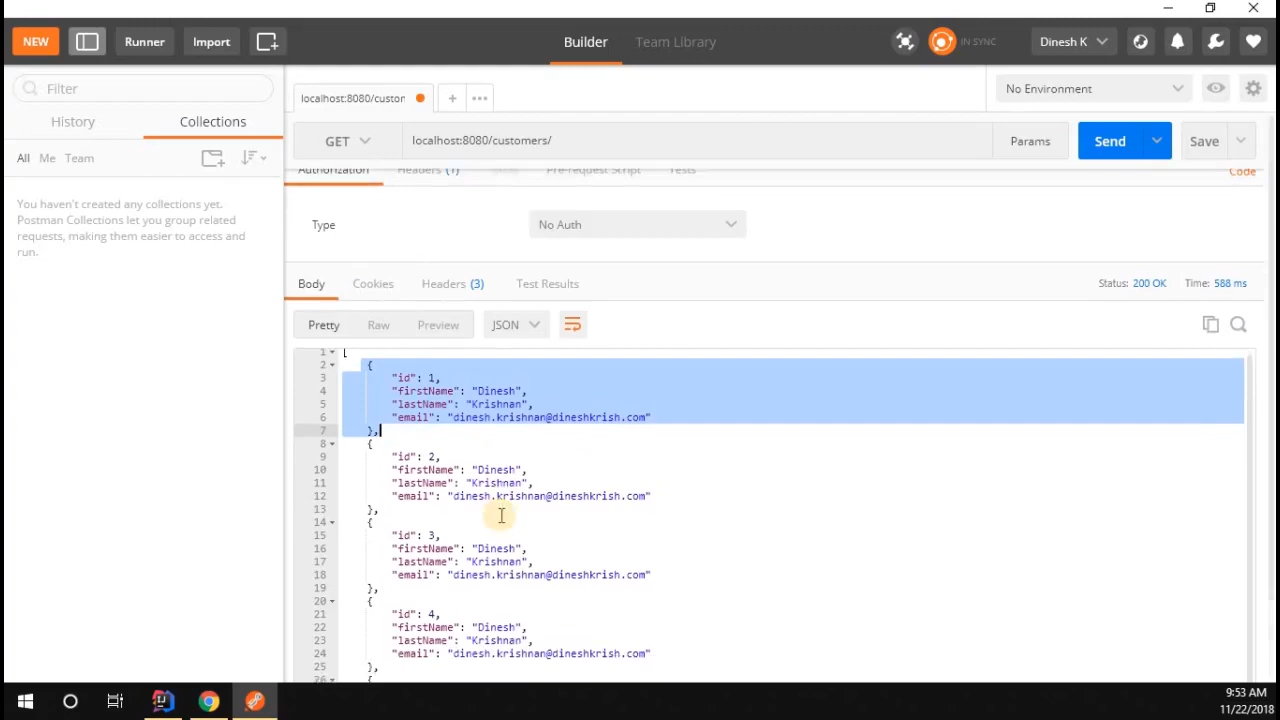 NEW Runner Import Builder Team Library IN SYNC Dinesh K
Filter
History Collections
All Me Team
You haven't created any collections yet.
Postman Collections let you group related
requests, making them easier to access and
run.
localhost:8080/custor + ••• No Environment
GET localhost:8080/customers/ Params Send Save
Authorization Headers (1) Pre-request Script Tests Code
Type No Auth
Body Cookies Headers (3) Test Results Status: 200 OK Time: 588 ms
Pretty Raw Preview JSON
1 [
2 {
3 "id": 1,
4 "firstName": "Dinesh",
5 "lastName": "Krishnan",
6 "email": "dinesh.krishnan@dineshkrish.com"
7 },
8 {
9 "id": 2,
10 "firstName": "Dinesh",
11 "lastName": "Krishnan",
12 "email": "dinesh.krishnan@dineshkrish.com"
13 },
14 {
15 "id": 3,
16 "firstName": "Dinesh",
17 "lastName": "Krishnan",
18 "email": "dinesh.krishnan@dineshkrish.com"
19 },
20 {
21 "id": 4,
22 "firstName": "Dinesh",
23 "lastName": "Krishnan",
24 "email": "dinesh.krishnan@dineshkrish.com"
25 },
26 {
9:53 AM
11/22/2018